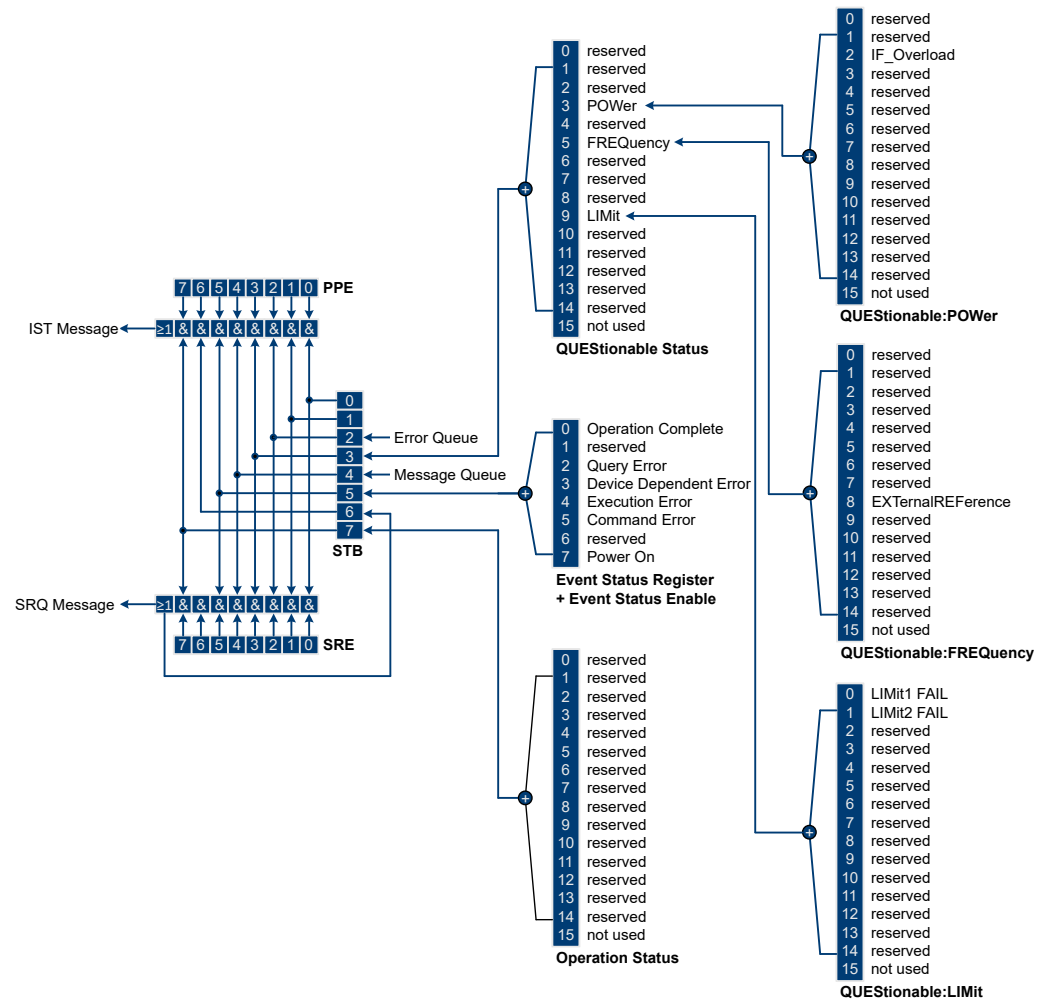 7 6 5 4 3 2 1 0 PPE
IST Message
≥1 & & & & & & & &
0
1
2 Error Queue
3
4 Message Queue
5
6
7
STB
SRQ Message
≥1 & & & & & & & &
7 6 5 4 3 2 1 0 SRE
0 reserved
1 reserved
2 reserved
3 POWer
4 reserved
5 FREQuency
6 reserved
7 reserved
8 reserved
9 LIMit
10 reserved
11 reserved
12 reserved
13 reserved
14 reserved
15 not used
QUEStionable Status
+
0 Operation Complete
1 reserved
2 Query Error
3 Device Dependent Error
4 Execution Error
5 Command Error
6 reserved
7 Power On
Event Status Register
+ Event Status Enable
+
0 reserved
1 reserved
2 reserved
3 reserved
4 reserved
5 reserved
6 reserved
7 reserved
8 reserved
9 reserved
10 reserved
11 reserved
12 reserved
13 reserved
14 reserved
15 not used
Operation Status
+
0 reserved
1 reserved
2 IF_Overload
3 reserved
4 reserved
5 reserved
6 reserved
7 reserved
8 reserved
9 reserved
10 reserved
11 reserved
12 reserved
13 reserved
14 reserved
15 not used
QUEStionable:POWer
+
0 reserved
1 reserved
2 reserved
3 reserved
4 reserved
5 reserved
6 reserved
7 reserved
8 EXTernalREFerence
9 reserved
10 reserved
11 reserved
12 reserved
13 reserved
14 reserved
15 not used
QUEStionable:FREQuency
+
0 LIMit1 FAIL
1 LIMit2 FAIL
2 reserved
3 reserved
4 reserved
5 reserved
6 reserved
7 reserved
8 reserved
9 reserved
10 reserved
11 reserved
12 reserved
13 reserved
14 reserved
15 not used
QUEStionable:LIMit
+